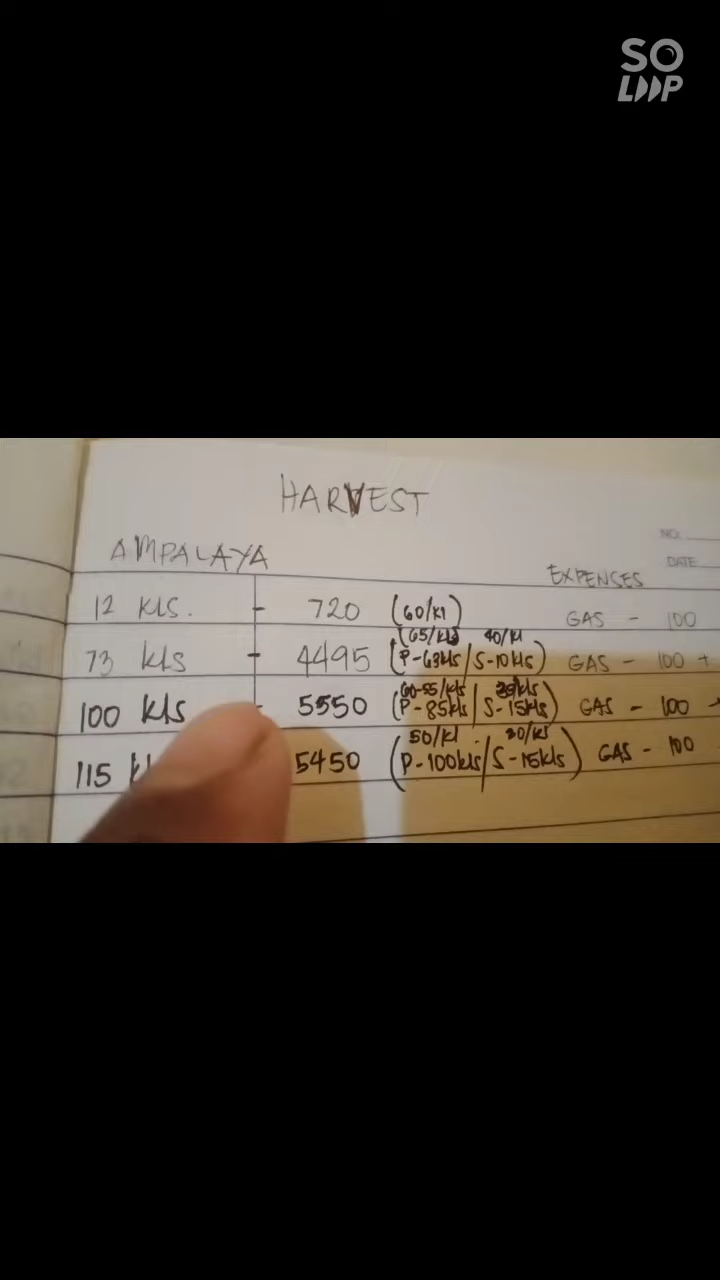 SO
LOOP
HARVEST
NO.
AMPALAYA
DATE
EXPENSES
12 KLS. - 720 (60/kl) GAS - 100
(65/kls 40/kl
73 kls - 4495 (P-63kls/S-10kls) GAS - 100 +
60-55/kls
100 kls - 5550 (P-85kls/S-15kls) GAS - 100
50/kl 30/kls
115 5450 (P-100kls/S-15kls) GAS - 100